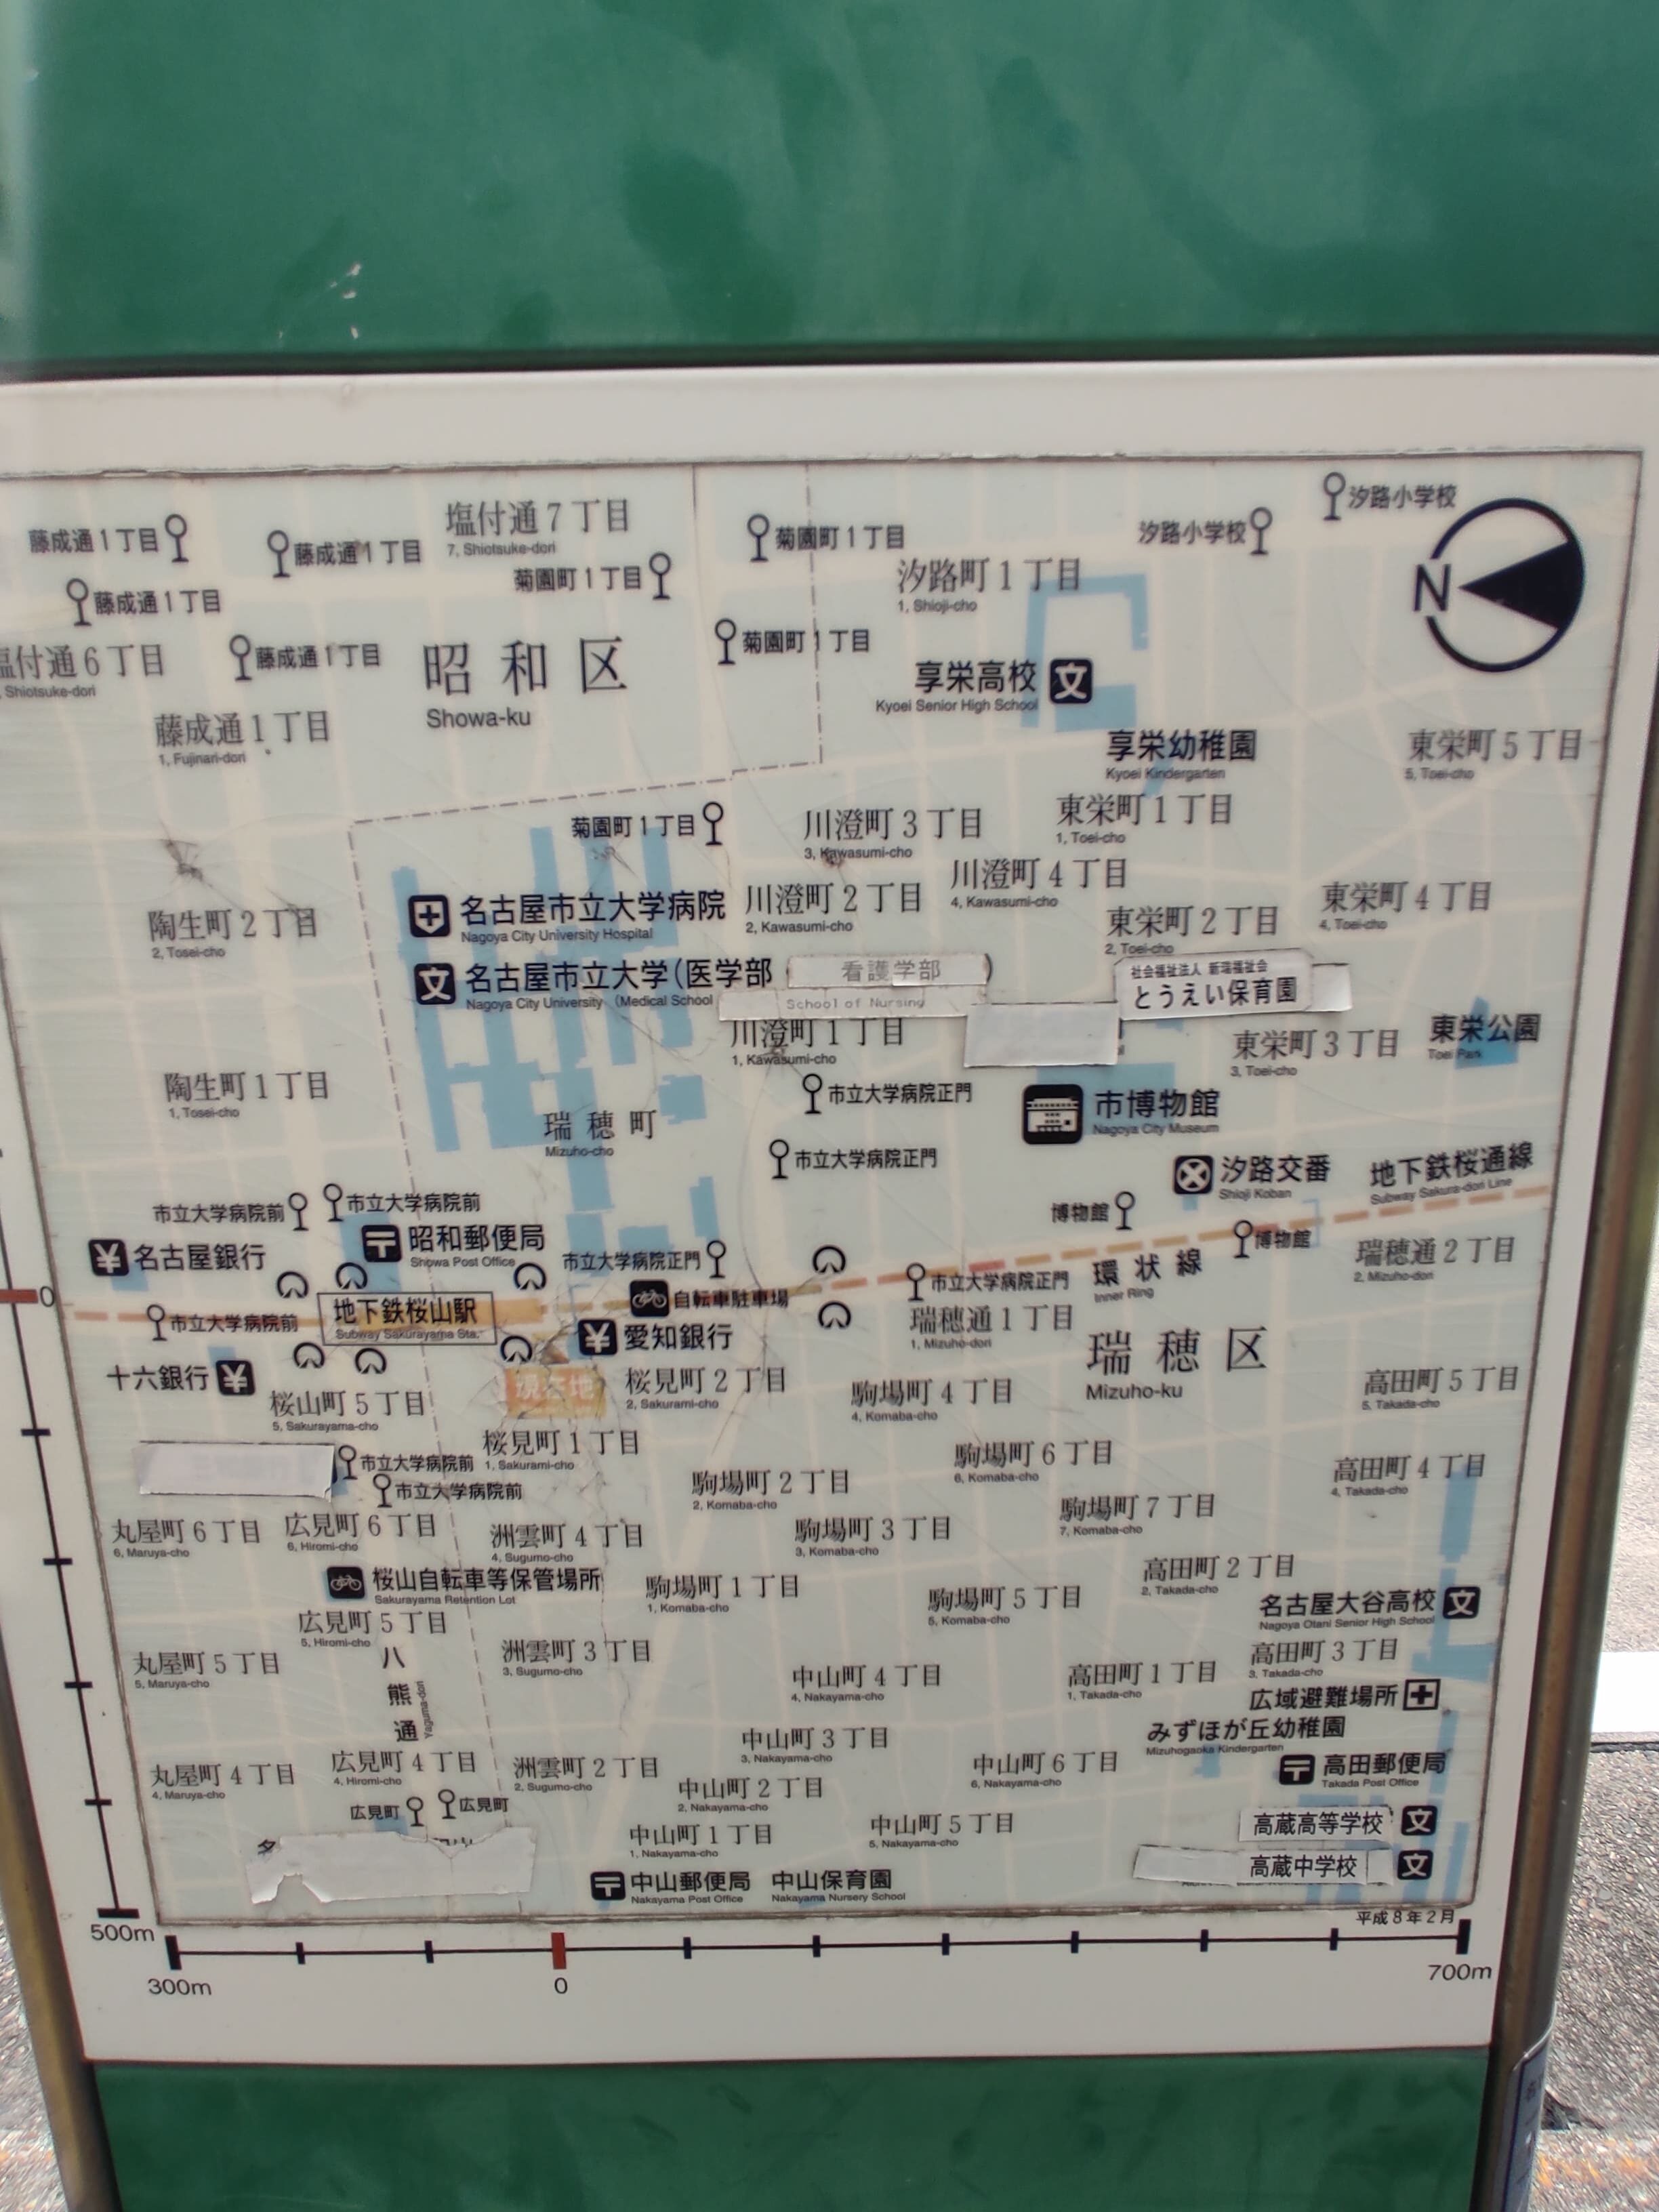 汐路小学校
藤成通1丁目
塩付通7丁目
7, Shiotsuke-dori
菊園町1丁目
汐路小学校
藤成通1丁目
菊園町1丁目
汐路町1丁目
1, Shioji-cho
N
藤成通1丁目
塩付通6丁目
Shiotsuke-dori
藤成通1丁目
昭和区
Showa-ku
菊園町1丁目
享栄高校
Kyoei Senior High School
藤成通1丁目
1, Fujinari-dori
享栄幼稚園
Kyoei Kindergarten
東栄町5丁目
5, Toei-cho
菊園町1丁目
川澄町3丁目
3, Kawasumi-cho
東栄町1丁目
1, Toei-cho
川澄町4丁目
4, Kawasumi-cho
陶生町2丁目
2, Tosei-cho
名古屋市立大学病院
Nagoya City University Hospital
川澄町2丁目
2, Kawasumi-cho
東栄町2丁目
2, Toei-cho
東栄町4丁目
4, Toei-cho
名古屋市立大学(医学部
Nagoya City University (Medical School
看護学部
School of Nursing
社会福祉法人 新瑞福祉会
とうえい保育園
川澄町1丁目
1, Kawasumi-cho
東栄町3丁目
3, Toei-cho
東栄公園
Toei Park
陶生町1丁目
1, Tosei-cho
瑞穂町
Mizuho-cho
市立大学病院正門
市博物館
Nagoya City Museum
市立大学病院正門
汐路交番
Shioji Koban
地下鉄桜通線
Subway Sakura-dori Line
市立大学病院前
市立大学病院前
博物館
名古屋銀行
昭和郵便局
Showa Post Office
市立大学病院正門
博物館
瑞穂通2丁目
2, Mizuho-dori
環状線
Inner Ring
0
市立大学病院前
地下鉄桜山駅
Subway Sakurayama Sta.
自転車駐車場
市立大学病院正門
愛知銀行
瑞穂通1丁目
1, Mizuho-dori
瑞穂区
Mizuho-ku
十六銀行
桜山町5丁目
5, Sakurayama-cho
現在地
桜見町2丁目
2, Sakurami-cho
駒場町4丁目
4, Komaba-cho
高田町5丁目
5, Takada-cho
市立大学病院前
桜見町1丁目
1, Sakurami-cho
市立大学病院前
駒場町2丁目
2, Komaba-cho
駒場町6丁目
6, Komaba-cho
高田町4丁目
4, Takada-cho
丸屋町6丁目
6, Maruya-cho
広見町6丁目
6, Hiromi-cho
洲雲町4丁目
4, Sugumo-cho
駒場町3丁目
3, Komaba-cho
駒場町7丁目
7, Komaba-cho
桜山自転車等保管場所
Sakurayama Retention Lot
駒場町1丁目
1, Komaba-cho
駒場町5丁目
5, Komaba-cho
高田町2丁目
2, Takada-cho
名古屋大谷高校
Nagoya Otani Senior High School
広見町5丁目
5, Hiromi-cho
丸屋町5丁目
5, Maruya-cho
八熊通
Yaguma-dori
洲雲町3丁目
3, Sugumo-cho
中山町4丁目
4, Nakayama-cho
高田町1丁目
1, Takada-cho
高田町3丁目
3, Takada-cho
広域避難場所
みずほが丘幼稚園
Mizuhogaoka Kindergarten
丸屋町4丁目
4, Maruya-cho
広見町4丁目
4, Hiromi-cho
洲雲町2丁目
2, Sugumo-cho
中山町3丁目
3, Nakayama-cho
中山町2丁目
2, Nakayama-cho
中山町6丁目
6, Nakayama-cho
高田郵便局
Takada Post Office
広見町
広見町
中山町1丁目
1, Nakayama-cho
中山町5丁目
5, Nakayama-cho
高蔵高等学校
名
中山郵便局
Nakayama Post Office
中山保育園
Nakayama Nursery School
高蔵中学校
平成8年2月
500m
300m
0
700m